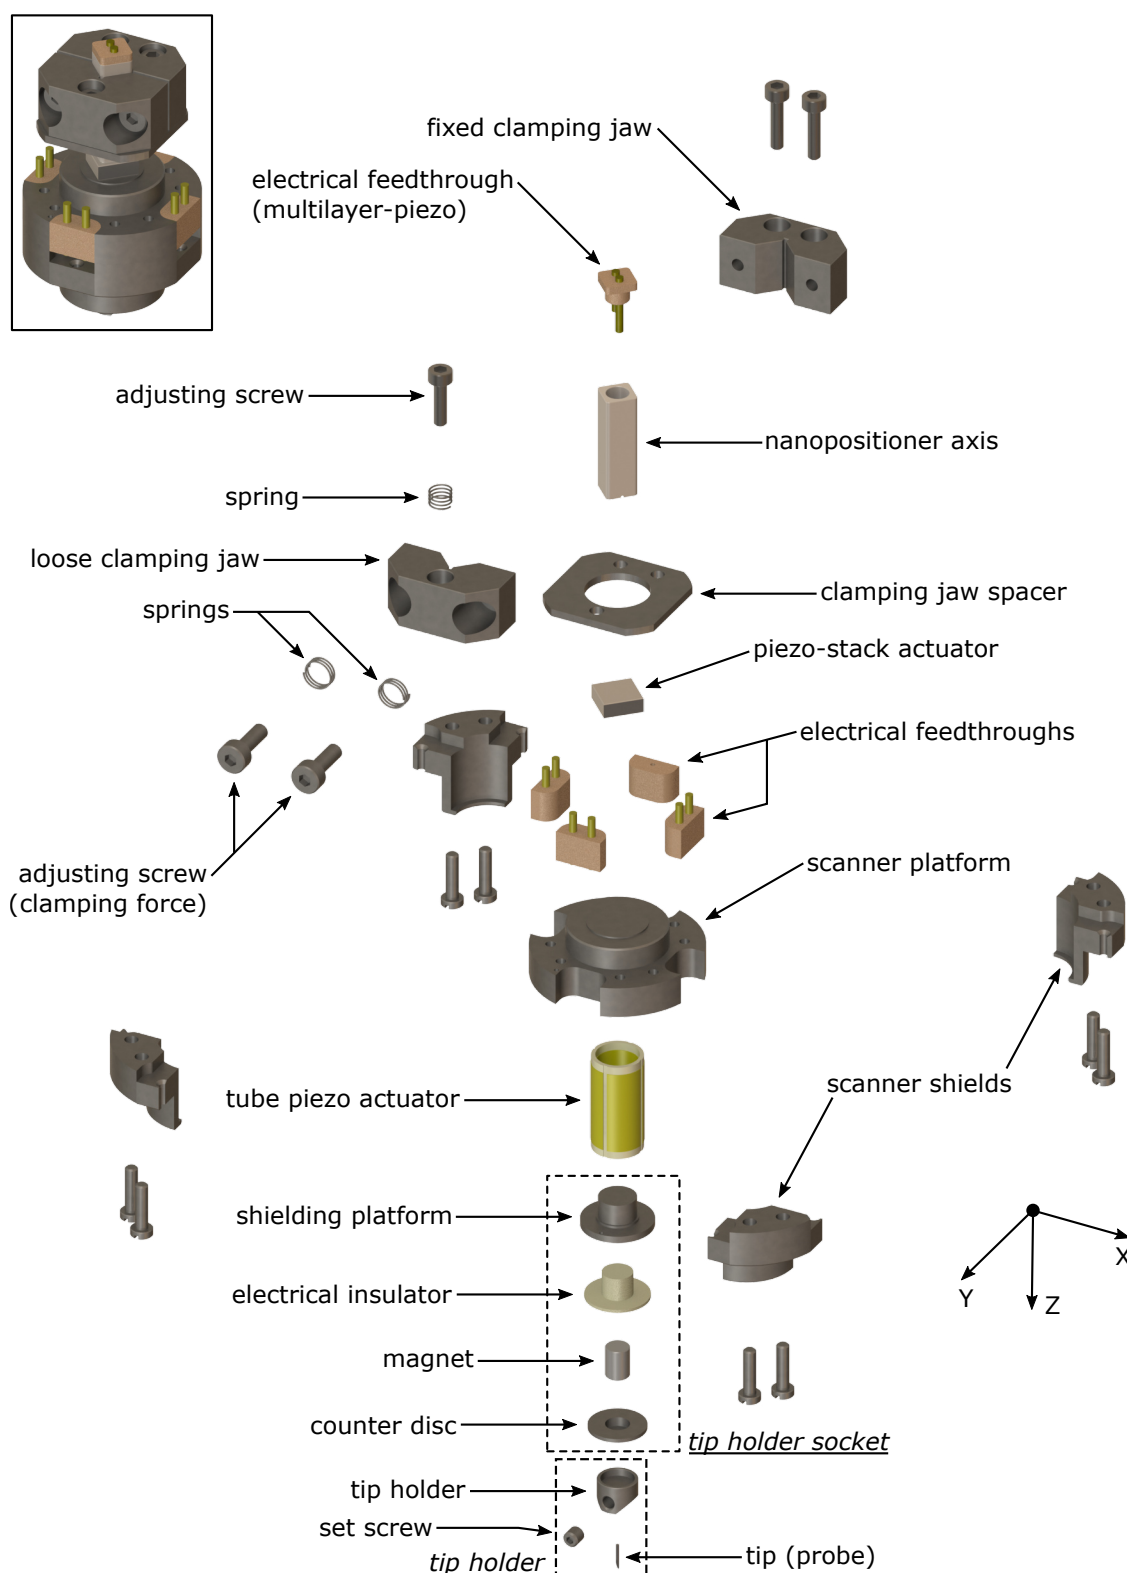 fixed clamping jaw
electrical feedthrough
(multilayer-piezo)
adjusting screw
nanopositioner axis
spring
loose clamping jaw
clamping jaw spacer
springs
piezo-stack actuator
electrical feedthroughs
adjusting screw
(clamping force)
scanner platform
scanner shields
tube piezo actuator
shielding platform
X
Y
Z
electrical insulator
magnet
counter disc
tip holder socket
tip holder
set screw
tip holder
tip (probe)